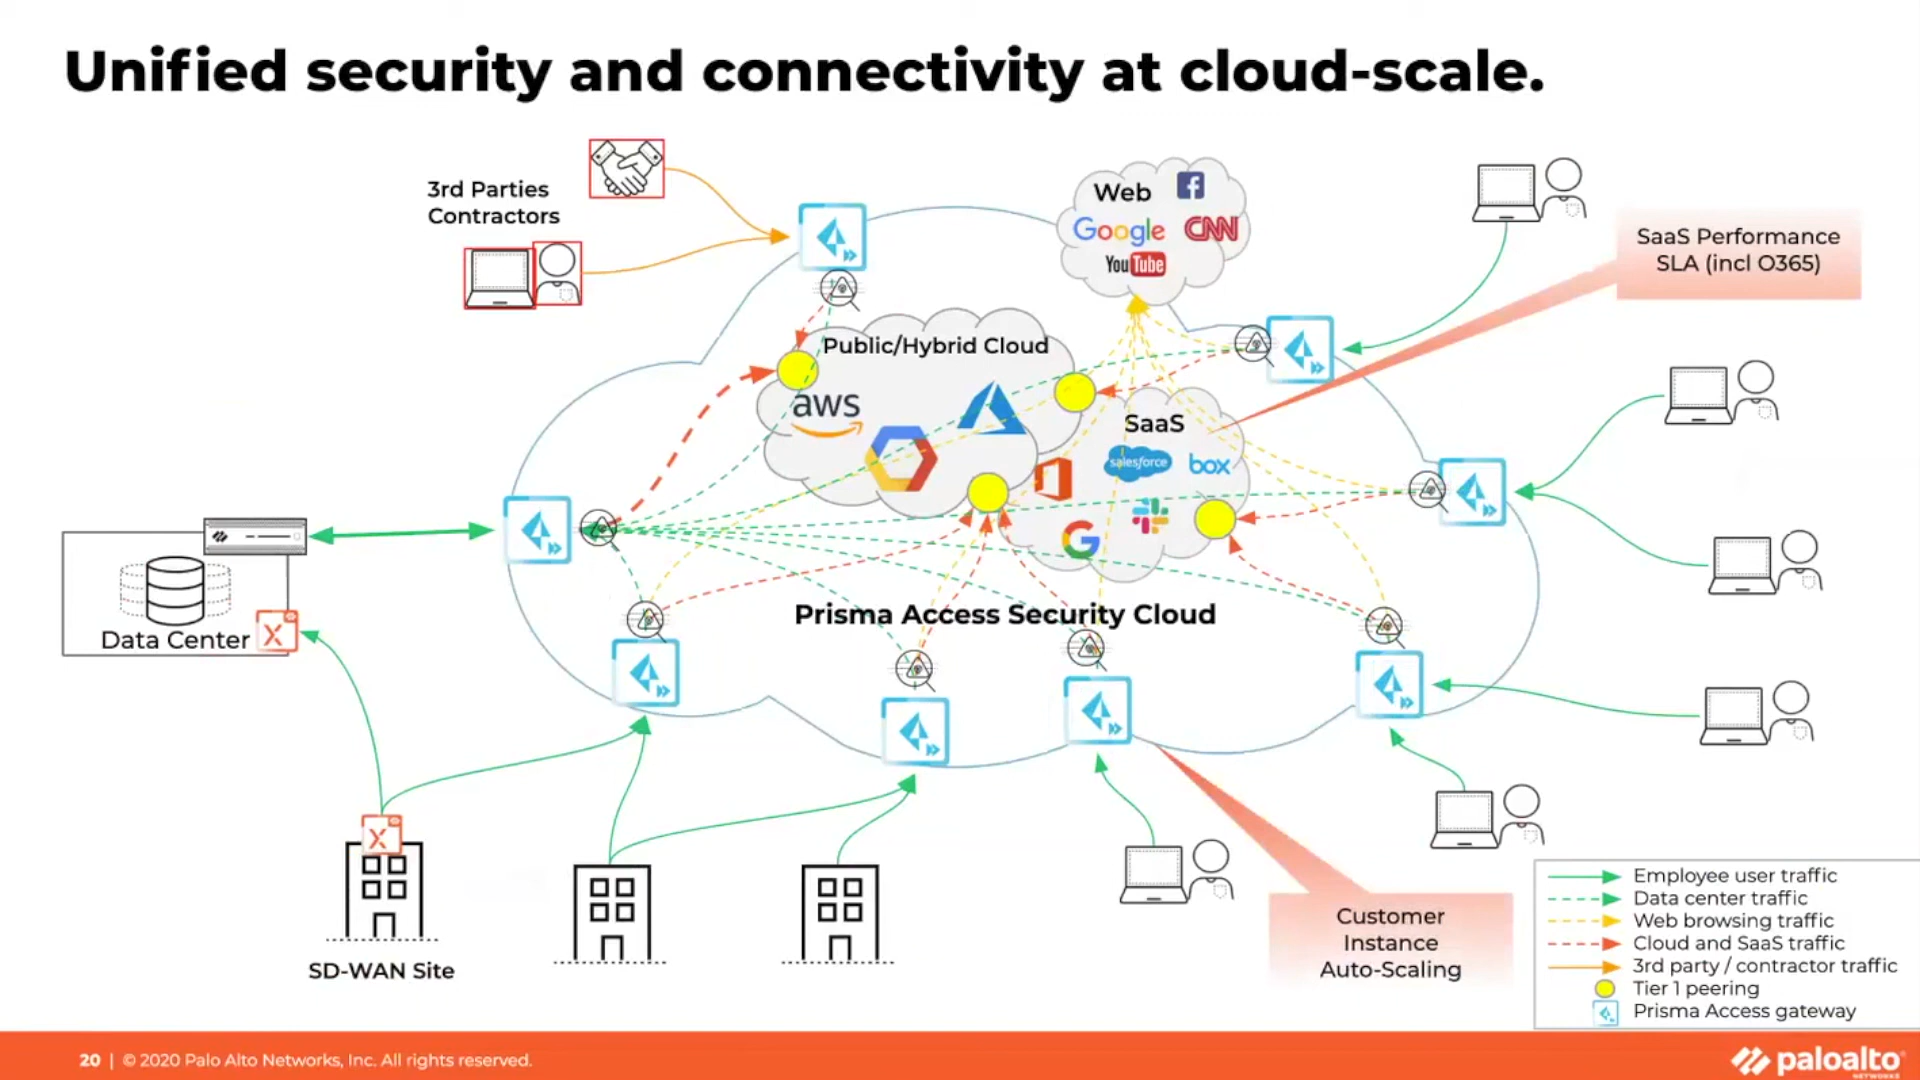 Unified security and connectivity at cloud-scale.
3rd Parties
Contractors
Web
Google
CNN
YouTube
SaaS Performance
SLA (incl O365)
Public/Hybrid Cloud
aws
SaaS
salesforce
box
G
Data Center
X
Prisma Access Security Cloud
X
SD-WAN Site
Customer
Instance
Auto-Scaling
Employee user traffic
Data center traffic
Web browsing traffic
Cloud and SaaS traffic
3rd party / contractor traffic
Tier 1 peering
Prisma Access gateway
20 | © 2020 Palo Alto Networks, Inc. All rights reserved.
paloalto
NETWORKS